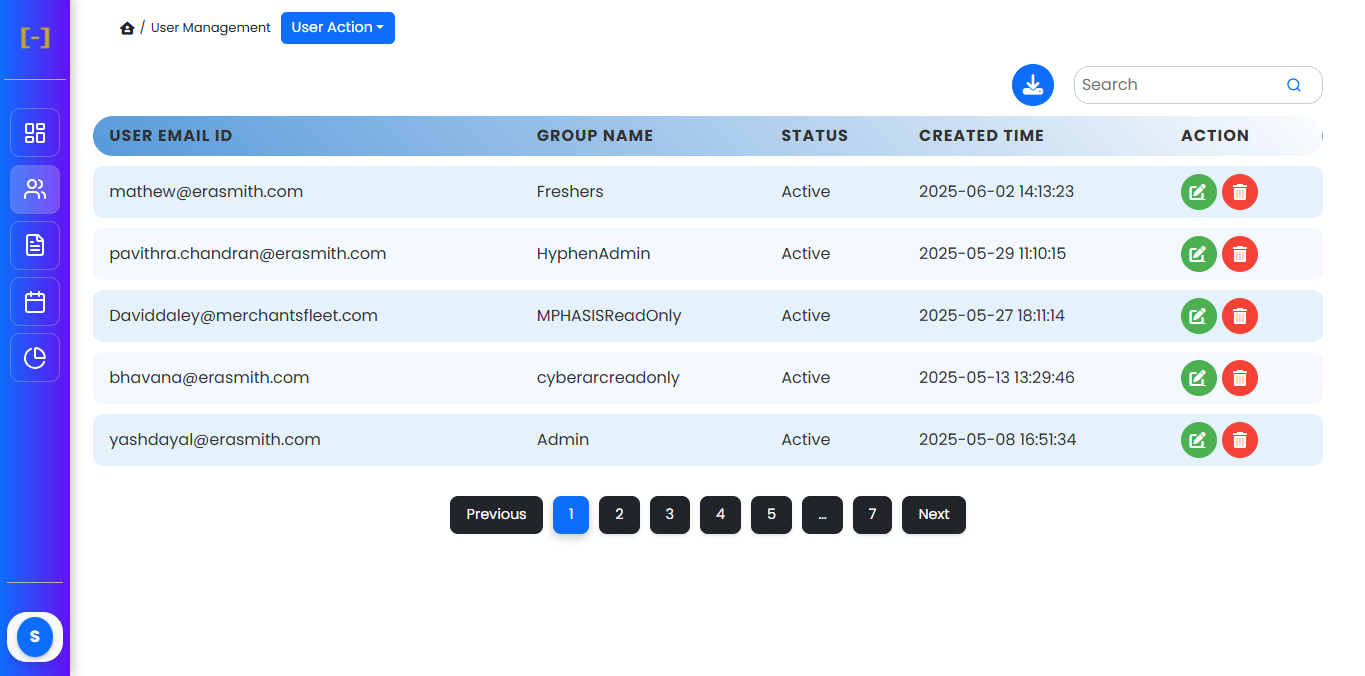 [-]
/ User Management User Action
Search
USER EMAIL ID GROUP NAME STATUS CREATED TIME ACTION
mathew@erasmith.com Freshers Active 2025-06-02 14:13:23
pavithra.chandran@erasmith.com HyphenAdmin Active 2025-05-29 11:10:15
Daviddaley@merchantsfleet.com MPHASISReadOnly Active 2025-05-27 18:11:14
bhavana@erasmith.com cyberarcreadonly Active 2025-05-13 13:29:46
yashdayal@erasmith.com Admin Active 2025-05-08 16:51:34
Previous 1 2 3 4 5 ... 7 Next
S